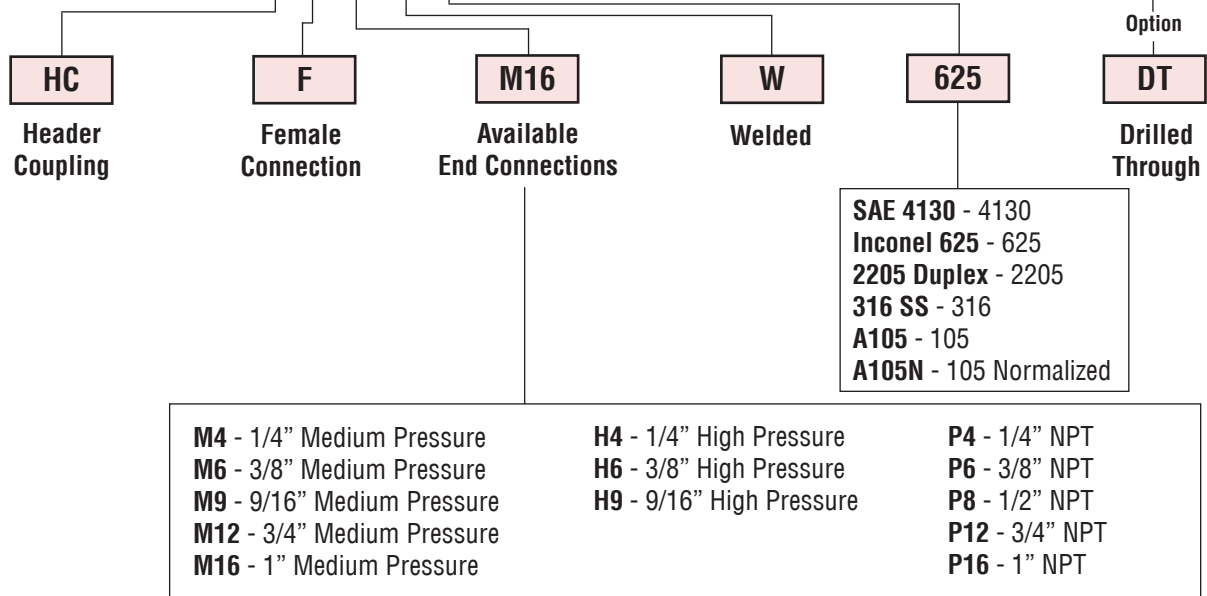 Option
HC F M16 W 625 DT
Header Coupling
Female Connection
Available End Connections
Welded
Drilled Through
SAE 4130 - 4130
Inconel 625 - 625
2205 Duplex - 2205
316 SS - 316
A105 - 105
A105N - 105 Normalized
M4 - 1/4” Medium Pressure
M6 - 3/8” Medium Pressure
M9 - 9/16” Medium Pressure
M12 - 3/4” Medium Pressure
M16 - 1” Medium Pressure
H4 - 1/4” High Pressure
H6 - 3/8” High Pressure
H9 - 9/16” High Pressure
P4 - 1/4” NPT
P6 - 3/8” NPT
P8 - 1/2” NPT
P12 - 3/4” NPT
P16 - 1” NPT